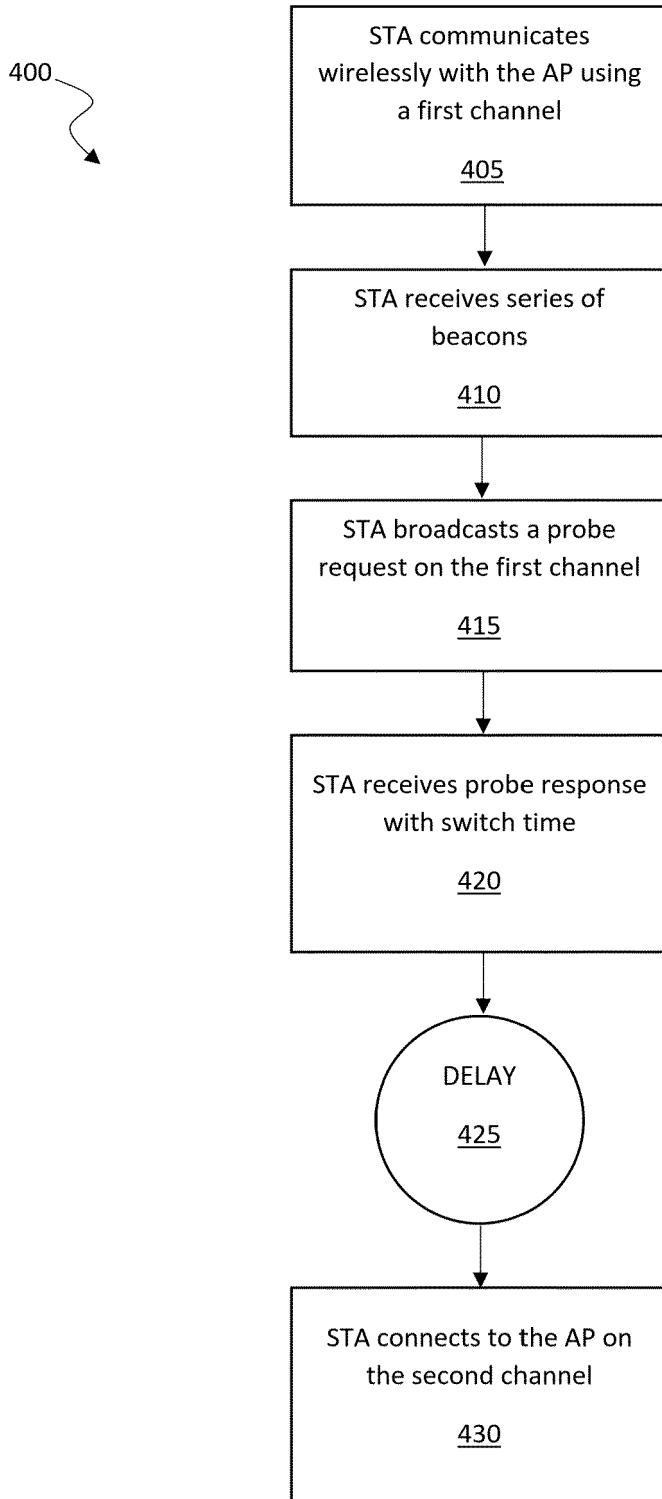 400
STA communicates
wirelessly with the AP using
a first channel
405
STA receives series of
beacons
410
STA broadcasts a probe
request on the first channel
415
STA receives probe response
with switch time
420
DELAY
425
STA connects to the AP on
the second channel
430